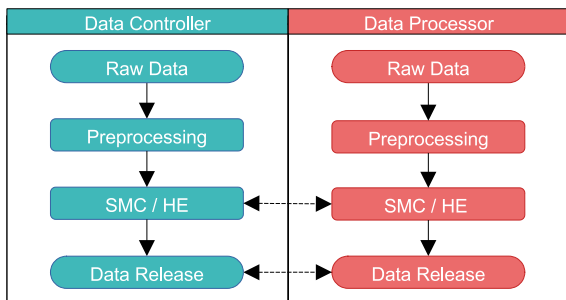 Data Controller
Data Processor
Raw Data
Raw Data
Preprocessing
Preprocessing
SMC / HE
SMC / HE
Data Release
Data Release